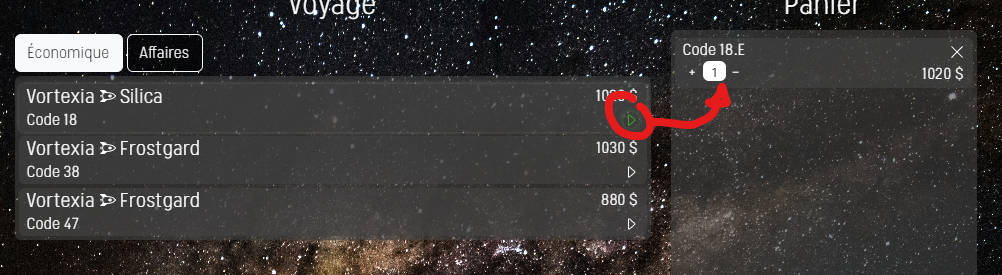 Voyage
Panier
Économique
Affaires
Vortexia Silica
Code 18
Vortexia Frostgard
1030 $
Code 38
Vortexia Frostgard
880 $
Code 47
Code 18.E
+ 1 −
1020 $